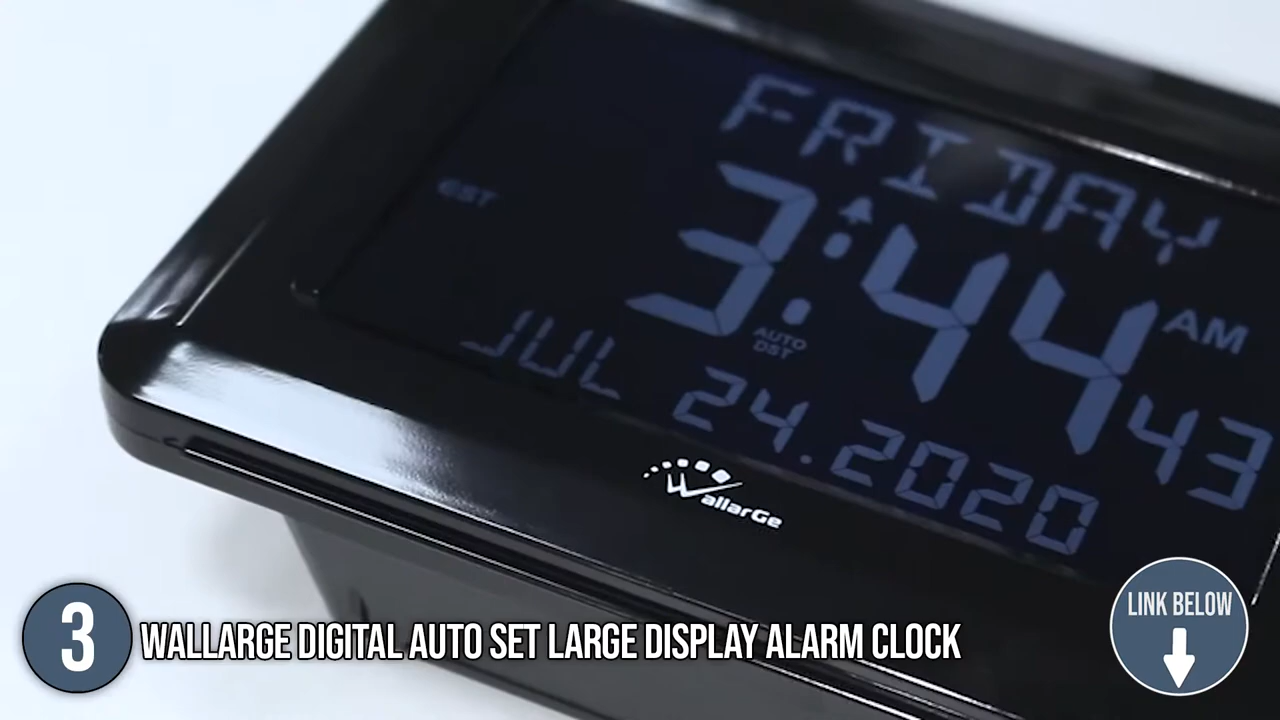 FRIDAY
EST
3:44 AM
43
AUTO
DST
JUL 24.2020
WallarGe
3
WALLARGE DIGITAL AUTO SET LARGE DISPLAY ALARM CLOCK
LINK BELOW